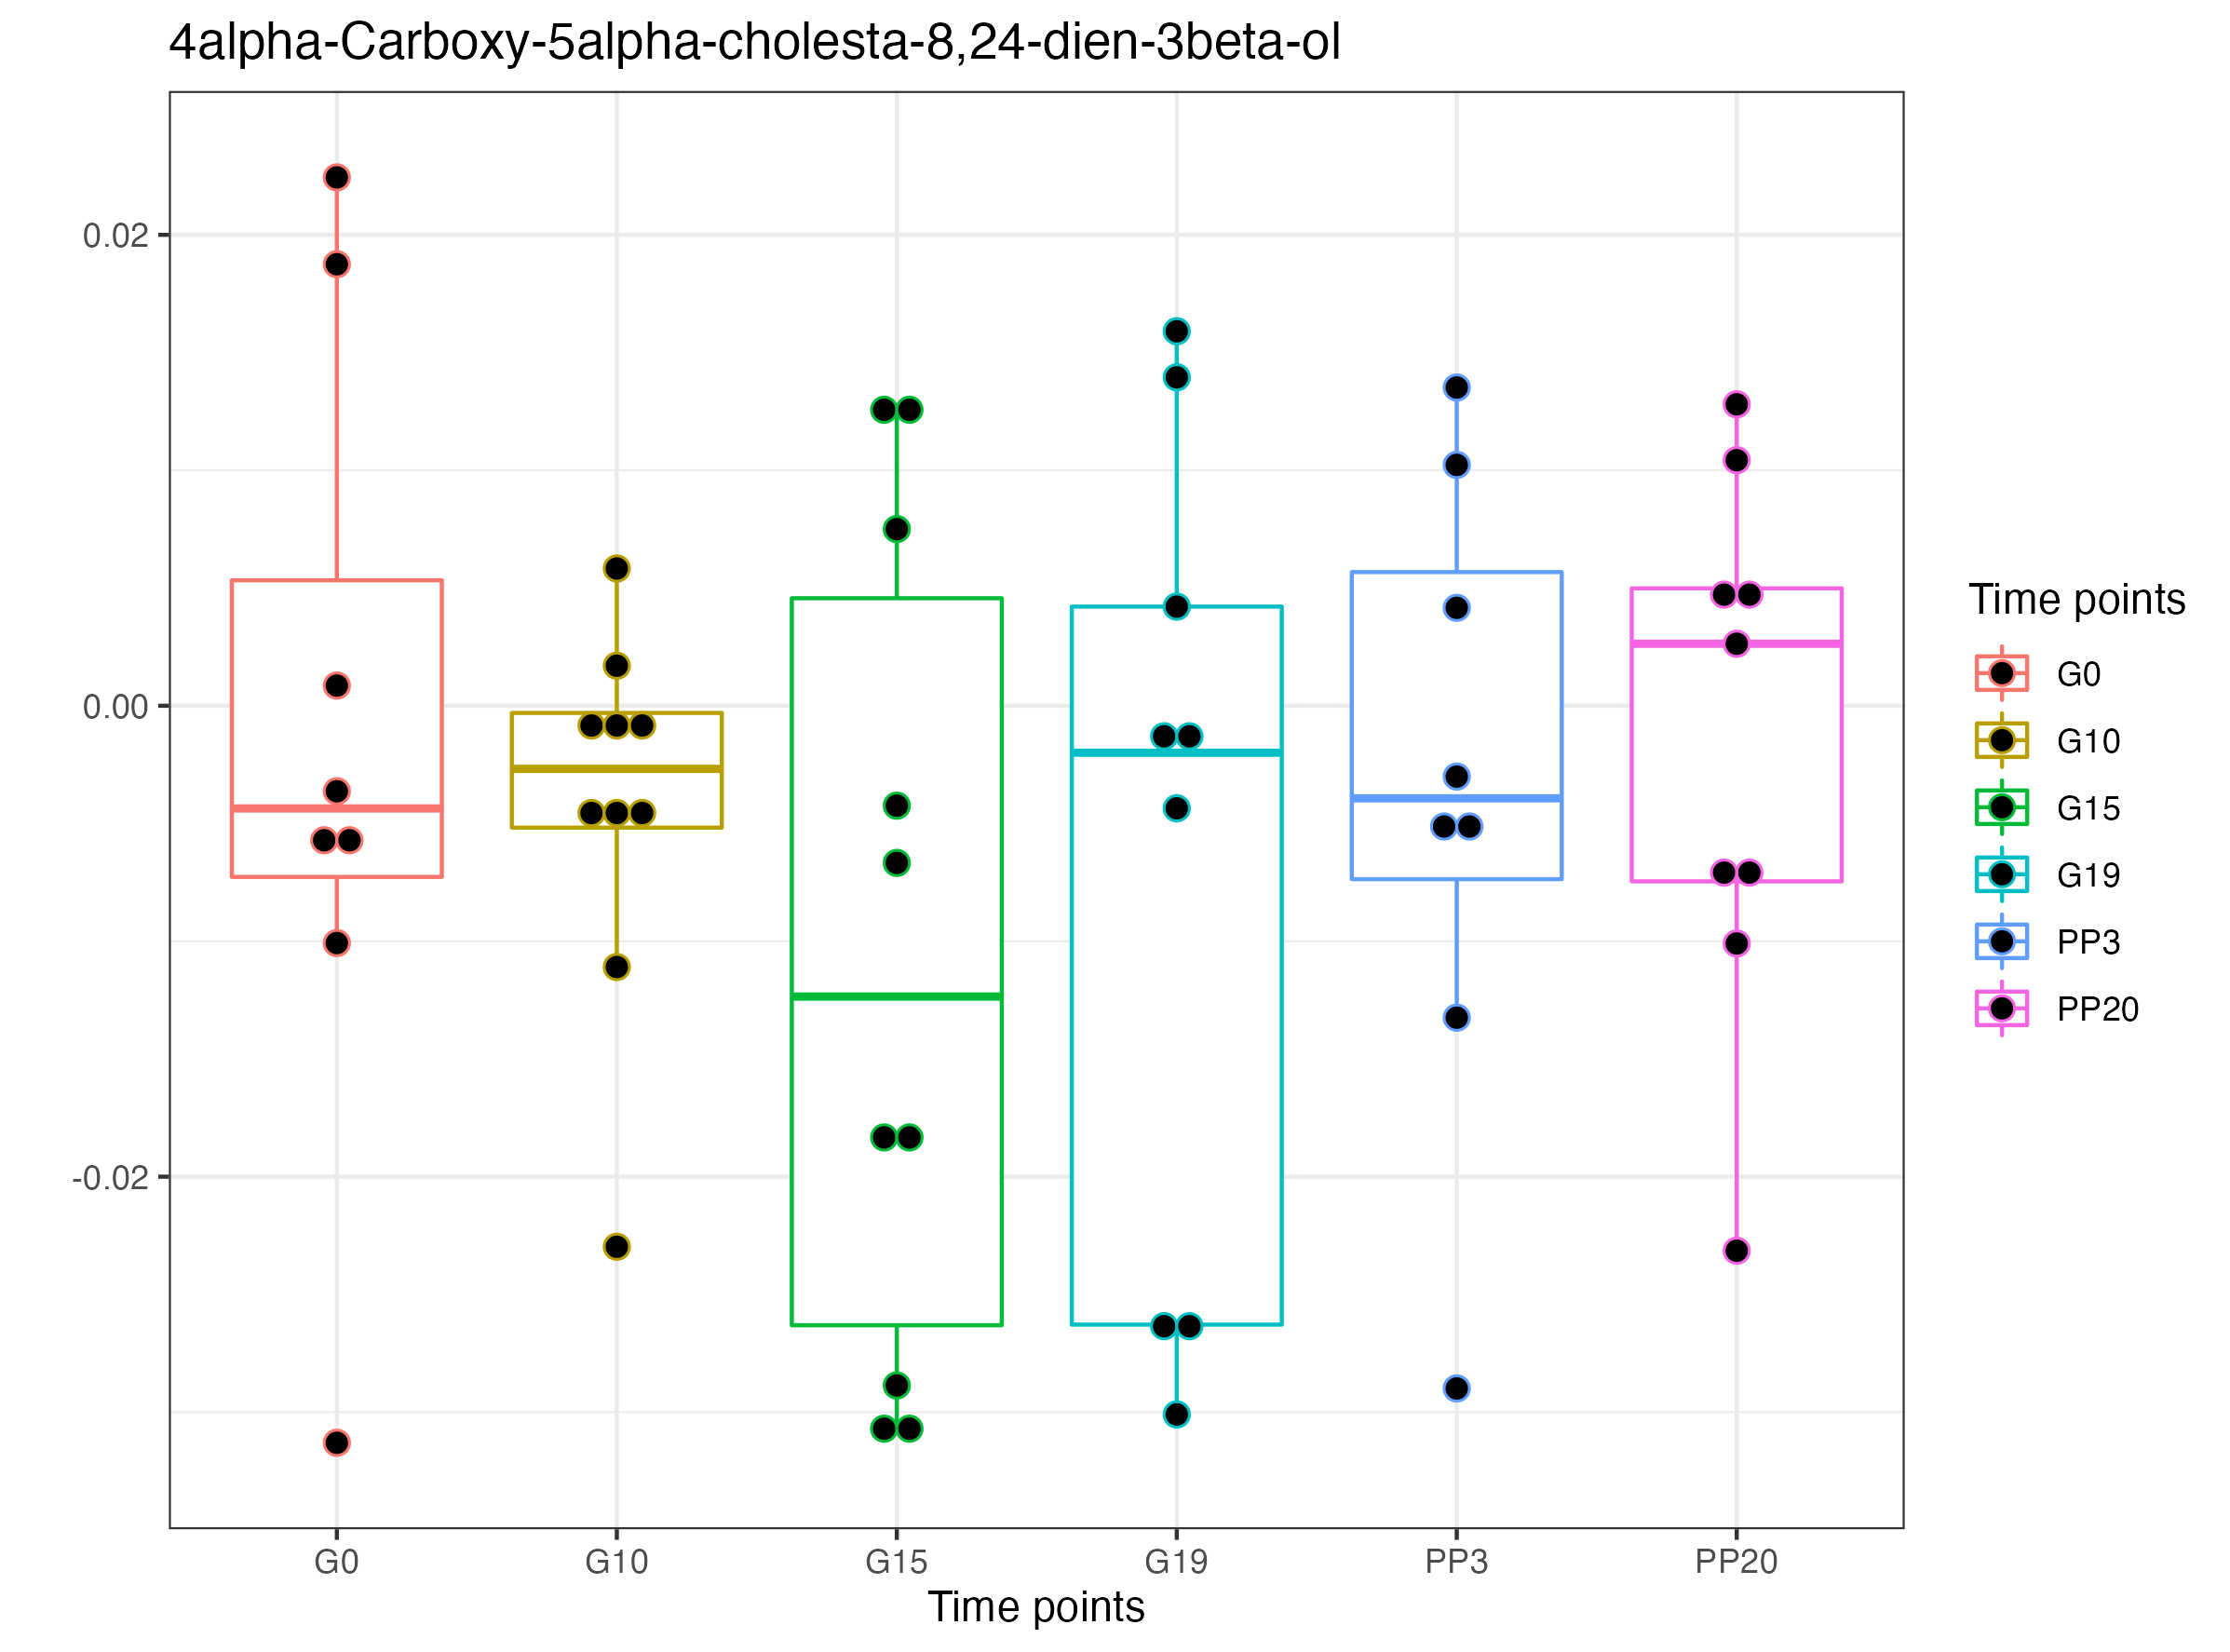 4alpha-Carboxy-5alpha-cholesta-8,24-dien-3beta-ol
0.02
0.00
-0.02
G0 G10 G15 G19 PP3 PP20
Time points
Time points
G0
G10
G15
G19
PP3
PP20